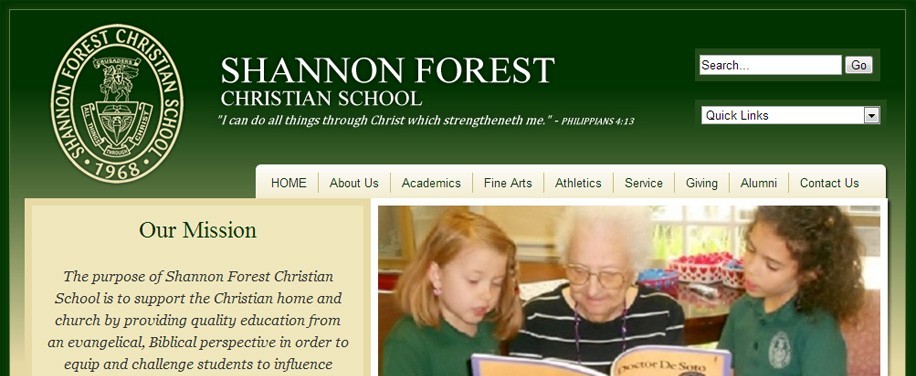 SHANNON FOREST CHRISTIAN SCHOOL
CRUSADERS
ALL THINGS THROUGH CHRIST
• 1968 •
SHANNON FOREST
CHRISTIAN SCHOOL
"I can do all things through Christ which strengtheneth me." - PHILIPPIANS 4:13
Search...
Go
Quick Links
HOME
About Us
Academics
Fine Arts
Athletics
Service
Giving
Alumni
Contact Us
Our Mission
The purpose of Shannon Forest Christian
School is to support the Christian home and
church by providing quality education from
an evangelical, Biblical perspective in order to
equip and challenge students to influence
Doctor De Soto